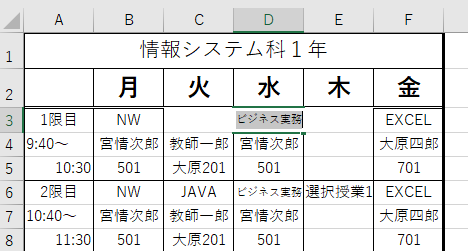 A B C D E F
1 情報システム科1年
2 月 火 水 木 金
3 1限目 NW ビジネス実務 EXCEL
4 9:40～ 宮情次郎 教師一郎 宮情次郎 大原四郎
5 10:30 501 大原201 501 701
6 2限目 NW JAVA ビジネス実務 選択授業1 EXCEL
7 10:40～ 宮情次郎 教師一郎 宮情次郎 大原四郎
8 11:30 501 大原201 501 701